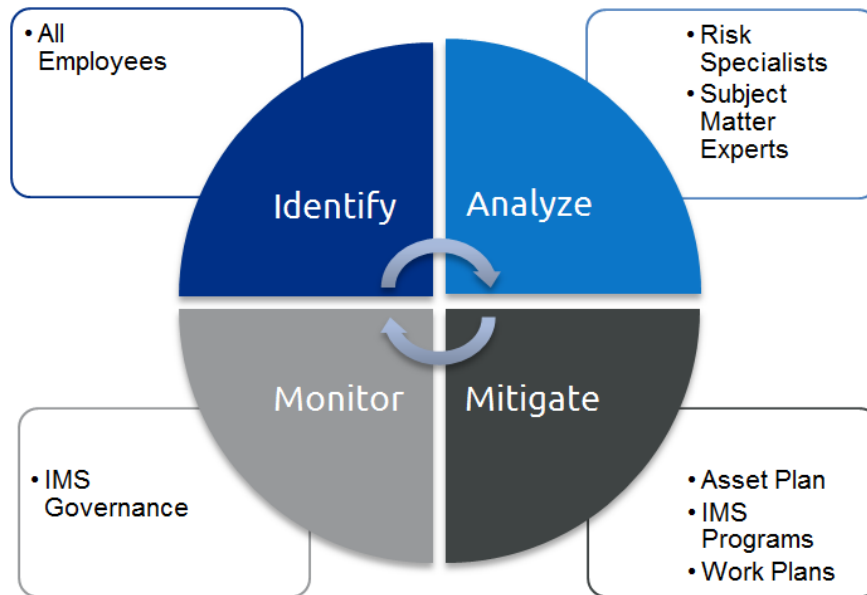 • All
Employees
• Risk
Specialists
• Subject
Matter
Experts
Identify
Analyze
Monitor
Mitigate
• IMS
Governance
• Asset Plan
• IMS
Programs
• Work Plans